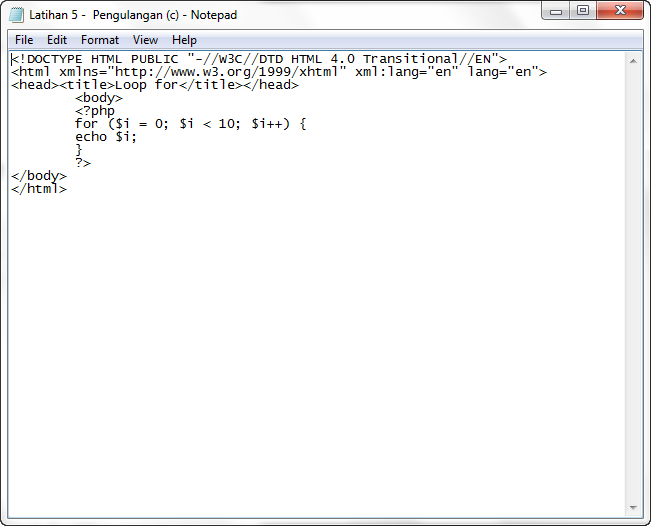 Latihan 5 -  Pengulangan (c) - Notepad
File Edit Format View Help
<!DOCTYPE HTML PUBLIC "-//W3C//DTD HTML 4.0 Transitional//EN">
<html xmlns="http://www.w3.org/1999/xhtml" xml:lang="en" lang="en">
<head><title>Loop for</title></head>
        <body>
        <?php
        for ($i = 0; $i < 10; $i++) {
        echo $i;
        }
        ?>
</body>
</html>